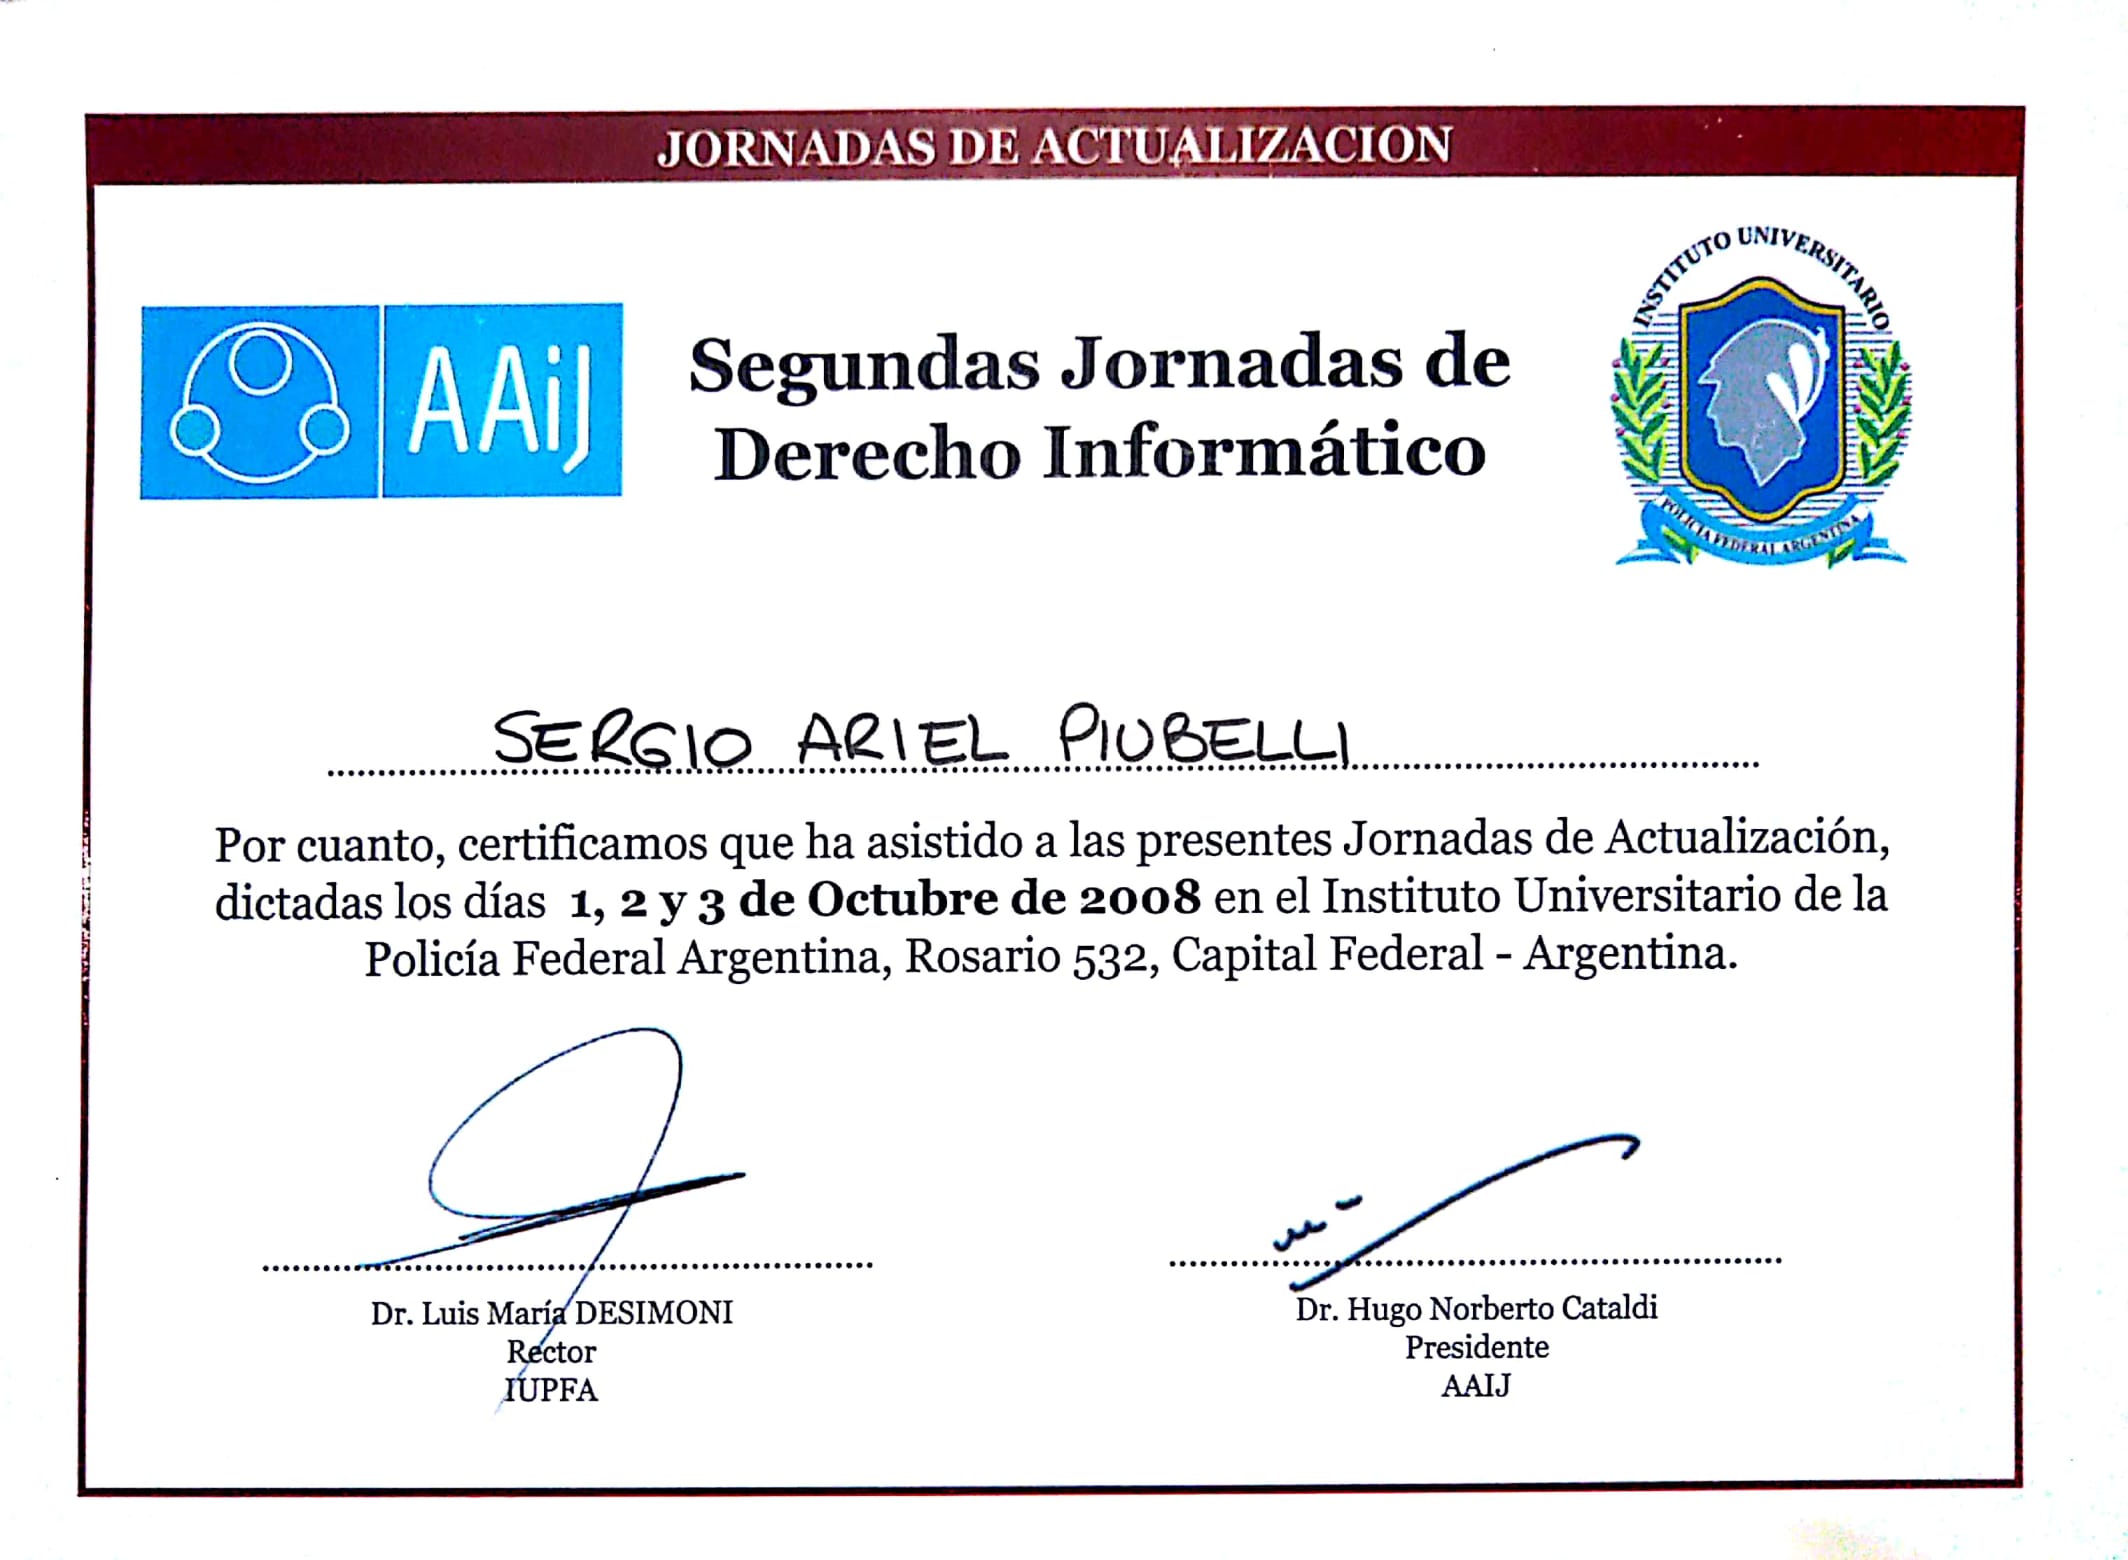 JORNADAS DE ACTUALIZACION
AAiJ
Segundas Jornadas de
Derecho Informático
INSTITUTO UNIVERSITARIO
POLICIA FEDERAL ARGENTINA
SERGIO ARIEL PIUBELLI
Por cuanto, certificamos que ha asistido a las presentes Jornadas de Actualización,
dictadas los días 1, 2 y 3 de Octubre de 2008 en el Instituto Universitario de la
Policía Federal Argentina, Rosario 532, Capital Federal - Argentina.
Dr. Luis María DESIMONI
Rector
IUPFA
Dr. Hugo Norberto Cataldi
Presidente
AAIJ